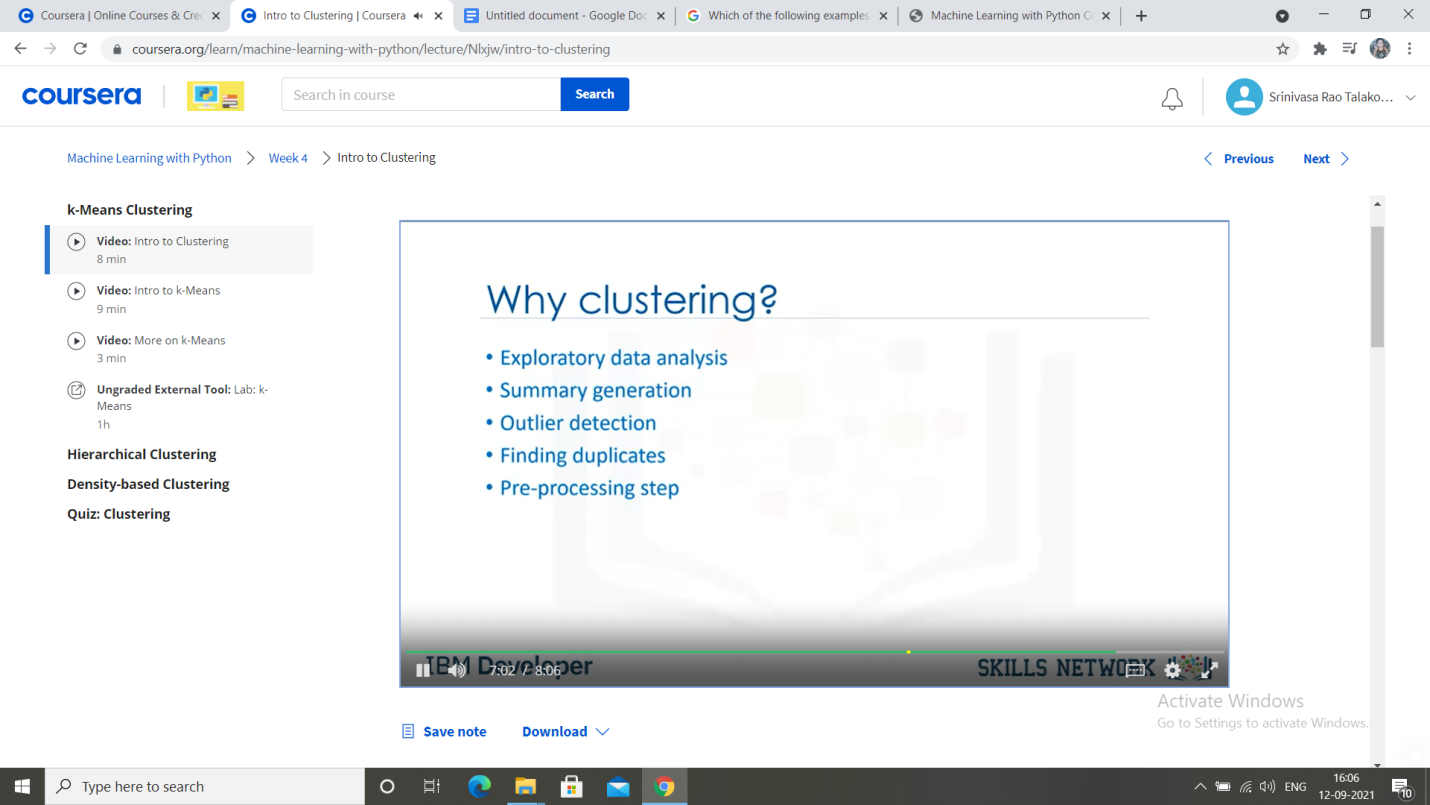 Coursera | Online Courses & Cre
Intro to Clustering | Coursera
Untitled document - Google Doc
Which of the following examples
Machine Learning with Python Co
coursera.org/learn/machine-learning-with-python/lecture/Nlxjw/intro-to-clustering
coursera
Search in course
Search
Srinivasa Rao Talako...
Machine Learning with Python
Week 4
Intro to Clustering
Previous
Next
k-Means Clustering
Video: Intro to Clustering
8 min
Video: Intro to k-Means
9 min
Video: More on k-Means
3 min
Ungraded External Tool: Lab: k-
Means
1h
Hierarchical Clustering
Density-based Clustering
Quiz: Clustering
Why clustering?
• Exploratory data analysis
• Summary generation
• Outlier detection
• Finding duplicates
• Pre-processing step
IBM Developer
7:02 / 8:06
SKILLS NETWORK
Save note
Download
Activate Windows
Go to Settings to activate Windows.
Type here to search
ENG
16:06
12-09-2021
10